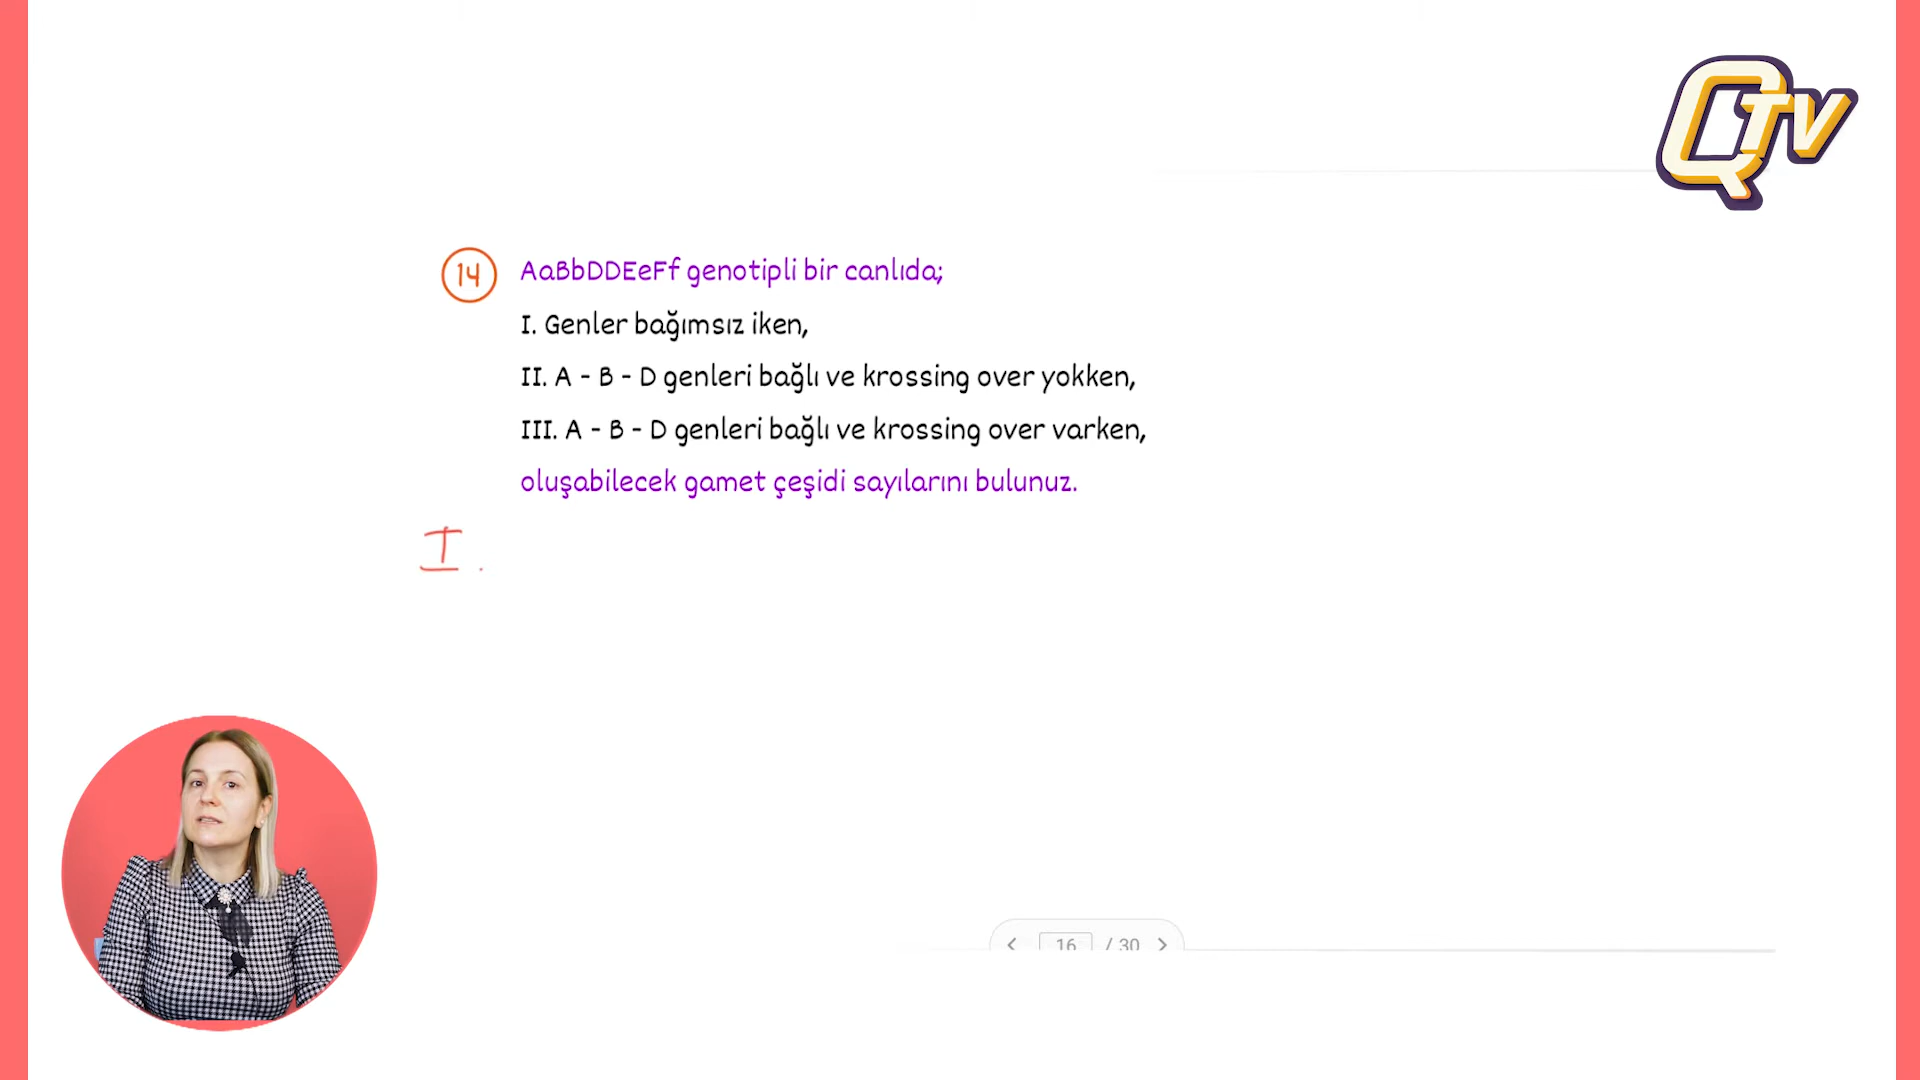 QTV
14 AaBbDDEeFf genotipli bir canlıda;
I. Genler bağımsız iken,
II. A - B - D genleri bağlı ve krossing over yokken,
III. A - B - D genleri bağlı ve krossing over varken,
oluşabilecek gamet çeşidi sayılarını bulunuz.
I.
< 16 / 30 >